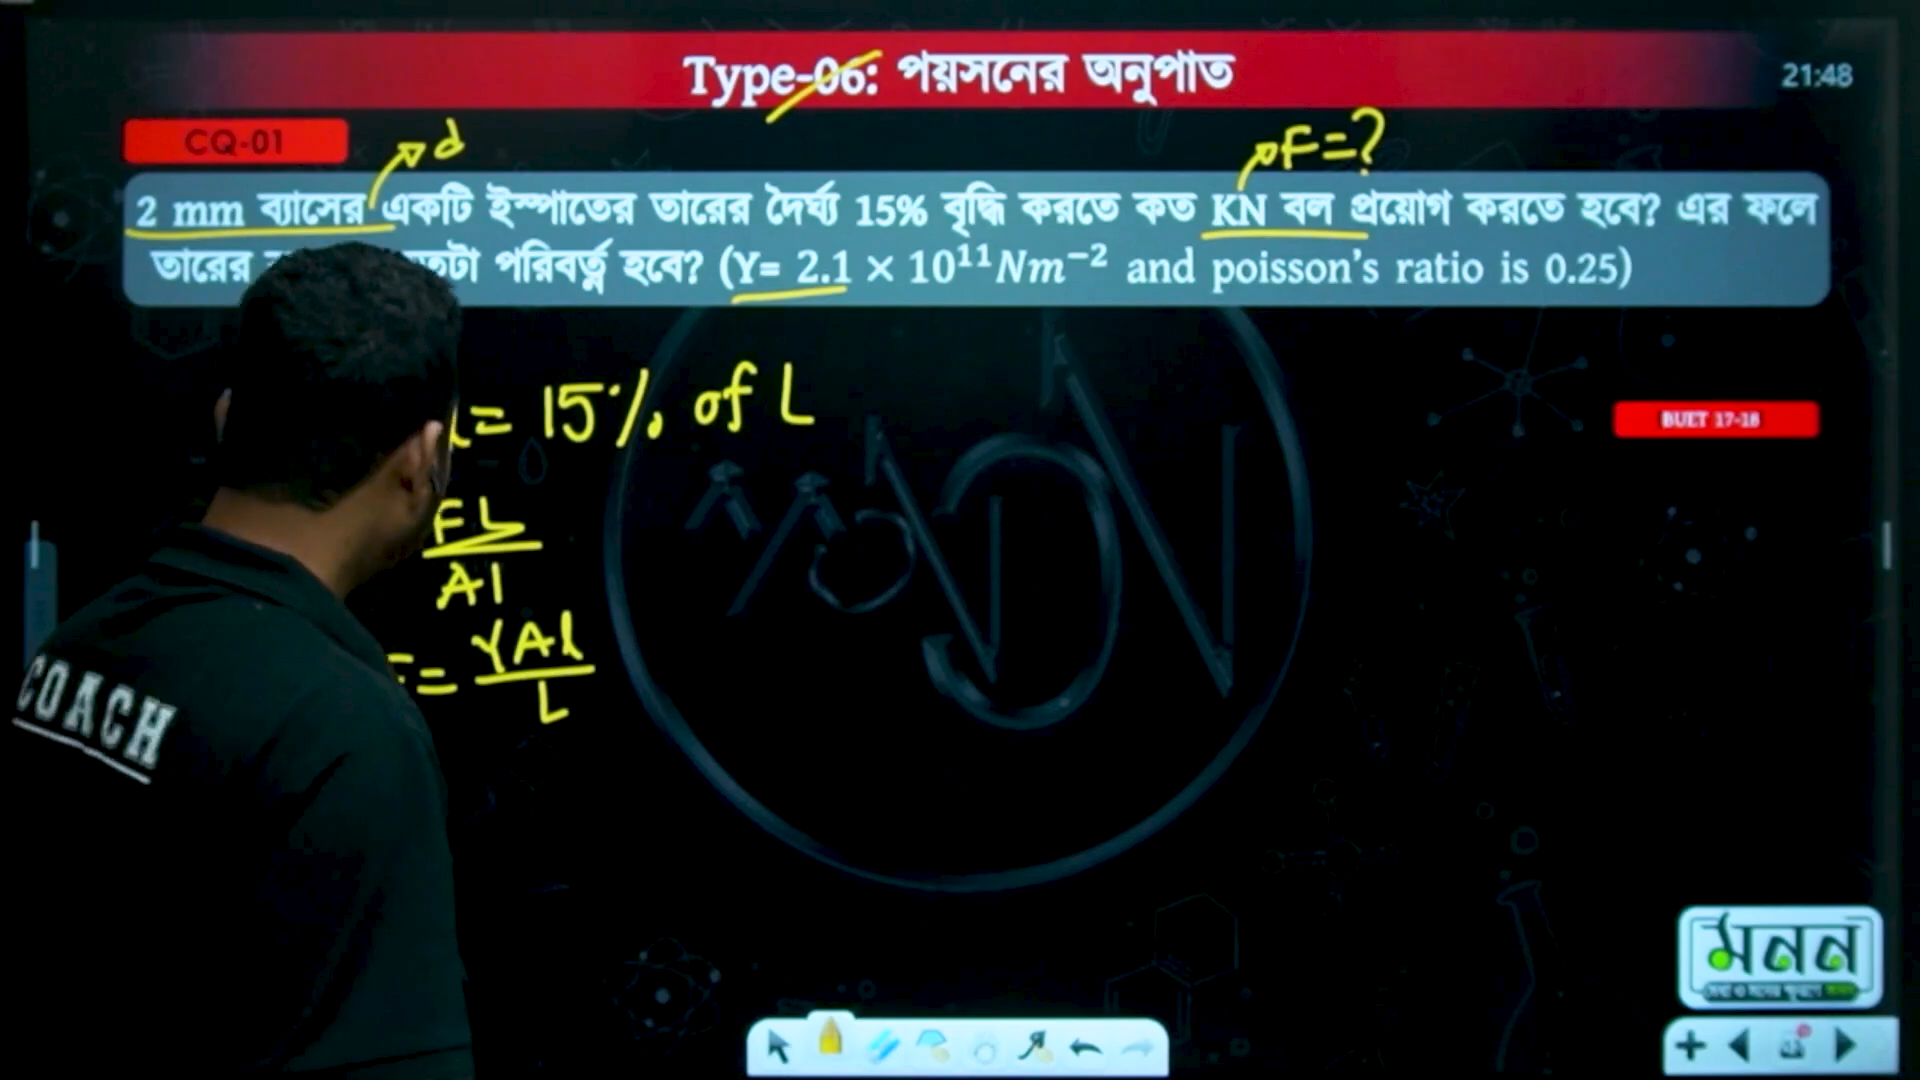 Type-06: পয়সনের অনুপাত
21:48
CQ-01
d
F=?
2 mm ব্যাসের একটি ইস্পাতের তারের দৈর্ঘ্য 15% বৃদ্ধি করতে কত KN বল প্রয়োগ করতে হবে? এর ফলে
তারের পরিবর্ত্ন হবে? (Y= 2.1 × 10¹¹Nm⁻² and poisson's ratio is 0.25)
= 15% of L
BUET 17-18
FL
Al
F= YAl
L
COACH
মনন